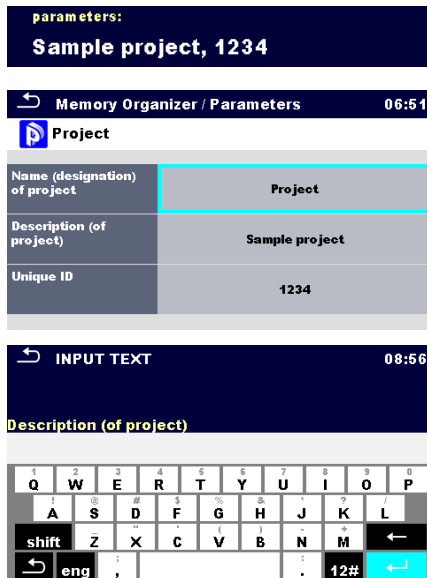 parameters:
Sample project, 1234
Memory Organizer / Parameters 06:51
Project
Name (designation)
of project
Project
Description (of
project)
Sample project
Unique ID
1234
INPUT TEXT 08:56
Description (of project)
1 2 3 4 5 6 7 8 9 0
Q W E R T Y U I O P
! @ # $ % & * ? /
A S D F G H J K L
_ " ' ( ) - +
shift Z X C V B N M ←
; :
eng , . 12#